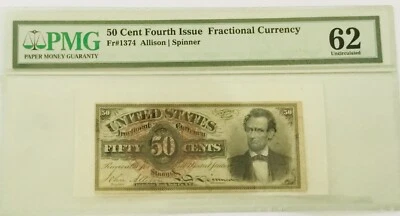 PMG
PAPER MONEY GUARANTY
50 Cent Fourth Issue Fractional Currency
Fr#1374 Allison | Spinner
62
Uncirculated
50
50
UNITED STATES
Fractional Currency
FIFTY 50 CENTS